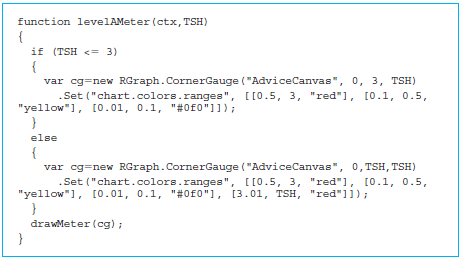 function levelAMeter(ctx,TSH)
{
if (TSH <= 3)
{
var cg=new RGraph.CornerGauge("AdviceCanvas", 0, 3, TSH)
.Set("chart.colors.ranges", [[0.5, 3, "red"], [0.1, 0.5,
"yellow"], [0.01, 0.1, "#0f0"]]);
}
else
{
var cg=new RGraph.CornerGauge("AdviceCanvas", 0,TSH,TSH)
.Set("chart.colors.ranges", [[0.5, 3, "red"], [0.1, 0.5,
"yellow"], [0.01, 0.1, "#0f0"], [3.01, TSH, "red"]]);
}
drawMeter(cg);
}